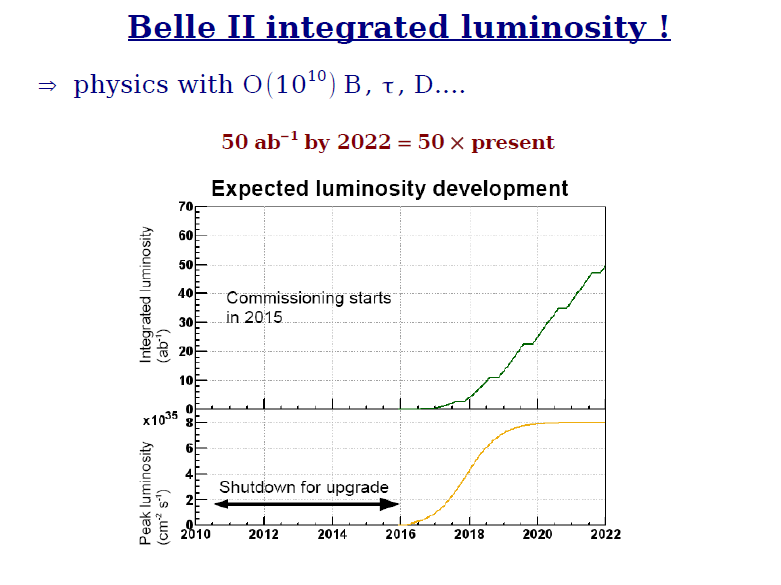 Belle II integrated luminosity !
⇒ physics with O(10¹⁰) B, τ, D....
50 ab⁻¹ by 2022 = 50 × present
Expected luminosity development
Integrated luminosity
(ab⁻¹)
70
60
50
40
30
20
10
0
Commissioning starts
in 2015
x10³⁵
Peak luminosity
(cm⁻² s⁻¹)
8
6
4
2
0
Shutdown for upgrade
2010 2012 2014 2016 2018 2020 2022